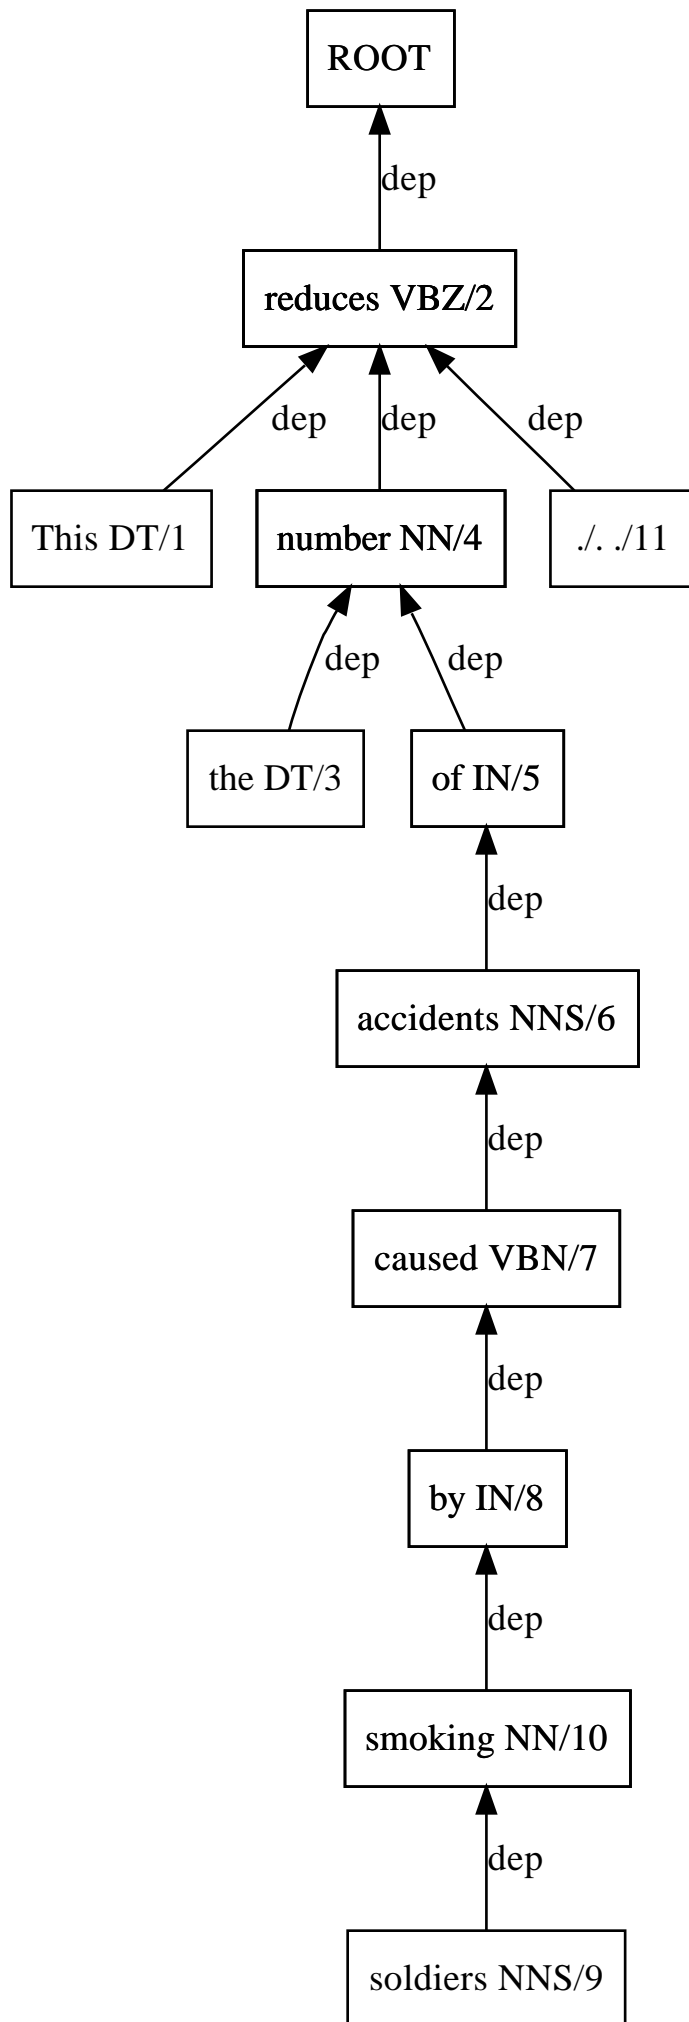 ROOT
dep
reduces VBZ/2
dep dep dep
This DT/1 number NN/4 ./. ./11
dep dep
the DT/3 of IN/5
dep
accidents NNS/6
dep
caused VBN/7
dep
by IN/8
dep
smoking NN/10
dep
soldiers NNS/9